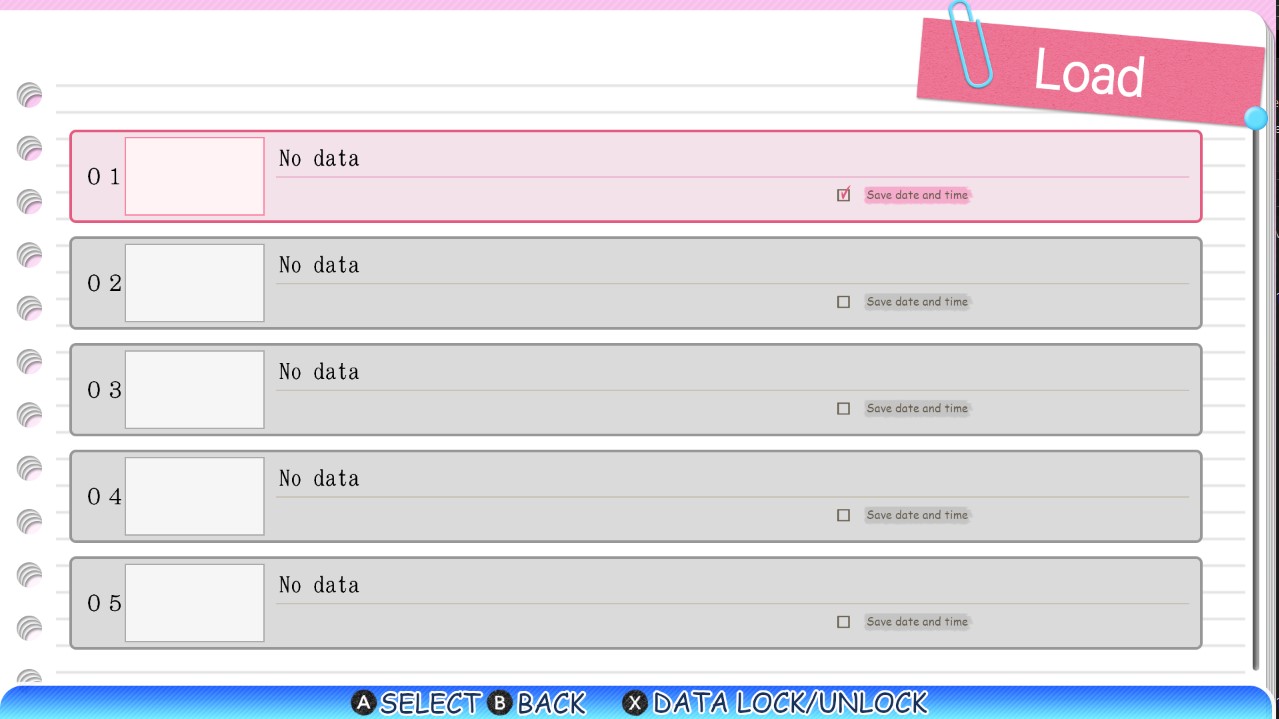 Load
01 No data
Save date and time
02 No data
Save date and time
03 No data
Save date and time
04 No data
Save date and time
05 No data
Save date and time
A SELECT B BACK X DATA LOCK/UNLOCK